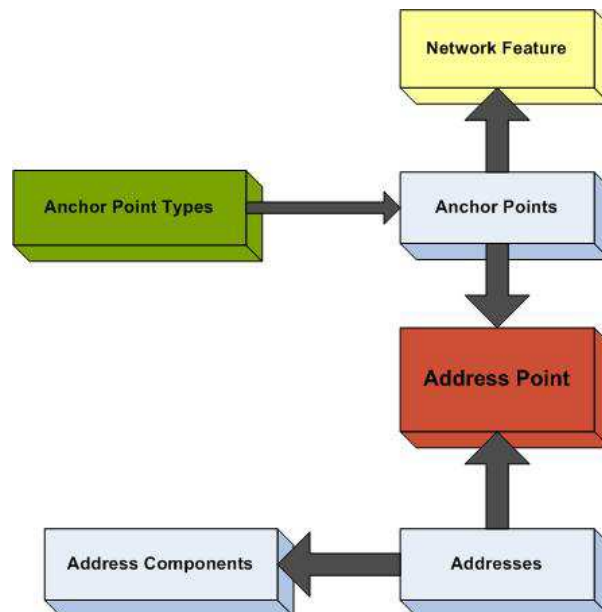 Network Feature
Anchor Point Types
Anchor Points
Address Point
Address Components
Addresses